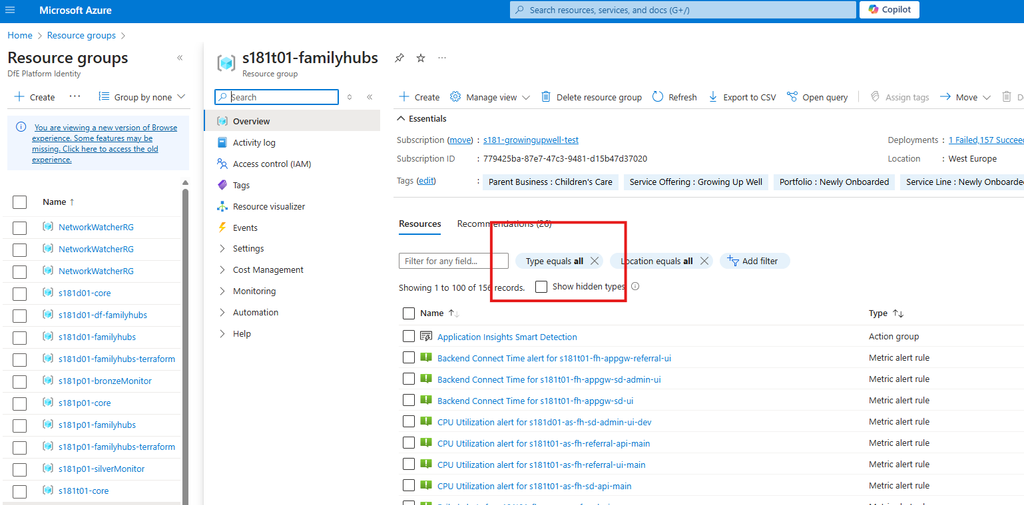 Microsoft Azure
Search resources, services, and docs (G+/)
Copilot
Home > Resource groups >
Resource groups
DfE Platform Identity
Create
Group by none
You are viewing a new version of Browse
experience. Some features may be
missing. Click here to access the old
experience.
Name ↑
NetworkWatcherRG
NetworkWatcherRG
NetworkWatcherRG
s181d01-core
s181d01-df-familyhubs
s181d01-familyhubs
s181d01-familyhubs-terraform
s181p01-bronzeMonitor
s181p01-core
s181p01-familyhubs
s181p01-familyhubs-terraform
s181p01-silverMonitor
s181t01-core
s181t01-familyhubs
Resource group
Search
Overview
Activity log
Access control (IAM)
Tags
Resource visualizer
Events
Settings
Cost Management
Monitoring
Automation
Help
Create
Manage view
Delete resource group
Refresh
Export to CSV
Open query
Assign tags
Move
Essentials
Subscription (move) : s181-growingupwell-test
Subscription ID : 779425ba-87e7-47c3-9481-d15b47d37020
Tags (edit) : Parent Business : Children's Care Service Offering : Growing Up Well Portfolio : Newly Onboarded Service Line : Newly Onboarded
Deployments : 1 Failed,157 Succee
Location : West Europe
Resources Recommendations (26)
Filter for any field...
Type equals all
Location equals all
Add filter
Showing 1 to 100 of 156 records.
Show hidden types
Name ↑↓ Type ↑↓
Application Insights Smart Detection Action group
Backend Connect Time alert for s181t01-fh-appgw-referral-ui Metric alert rule
Backend Connect Time for s181t01-fh-appgw-sd-admin-ui Metric alert rule
Backend Connect Time for s181t01-fh-appgw-sd-ui Metric alert rule
CPU Utilization alert for s181d01-as-fh-sd-admin-ui-dev Metric alert rule
CPU Utilization alert for s181t01-as-fh-referral-api-main Metric alert rule
CPU Utilization alert for s181t01-as-fh-referral-ui-main Metric alert rule
CPU Utilization alert for s181t01-as-fh-sd-api-main Metric alert rule